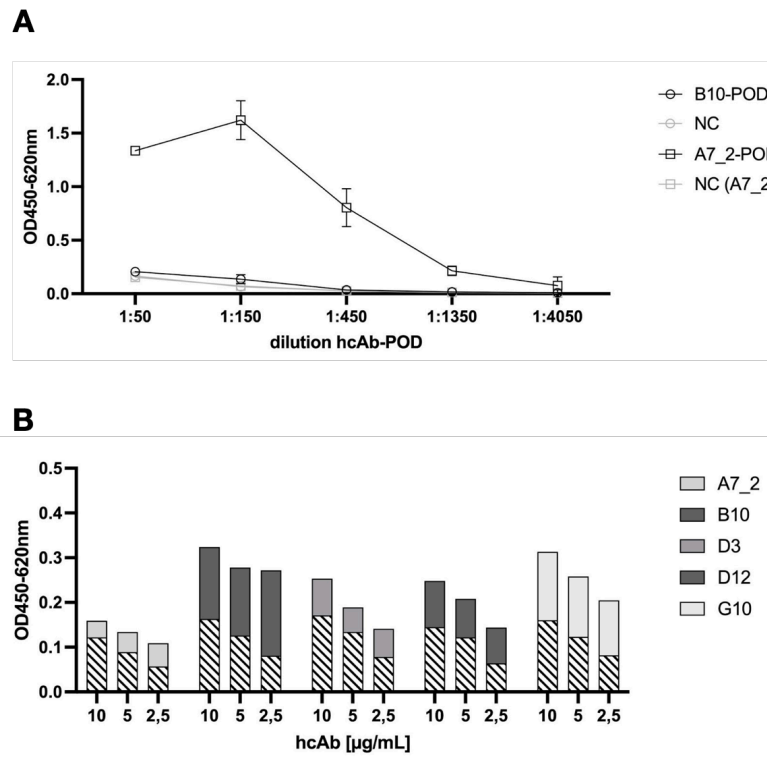 A
2.0
1.5
1.0
0.5
0.0
OD450-620nm
1:50 1:150 1:450 1:1350 1:4050
dilution hcAb-POD
B10-POD
NC
A7_2-PO
NC (A7_2
B
0.5
0.4
0.3
0.2
0.1
0.0
OD450-620nm
10 5 2,5 10 5 2,5 10 5 2,5 10 5 2,5 10 5 2,5
hcAb [µg/mL]
A7_2
B10
D3
D12
G10